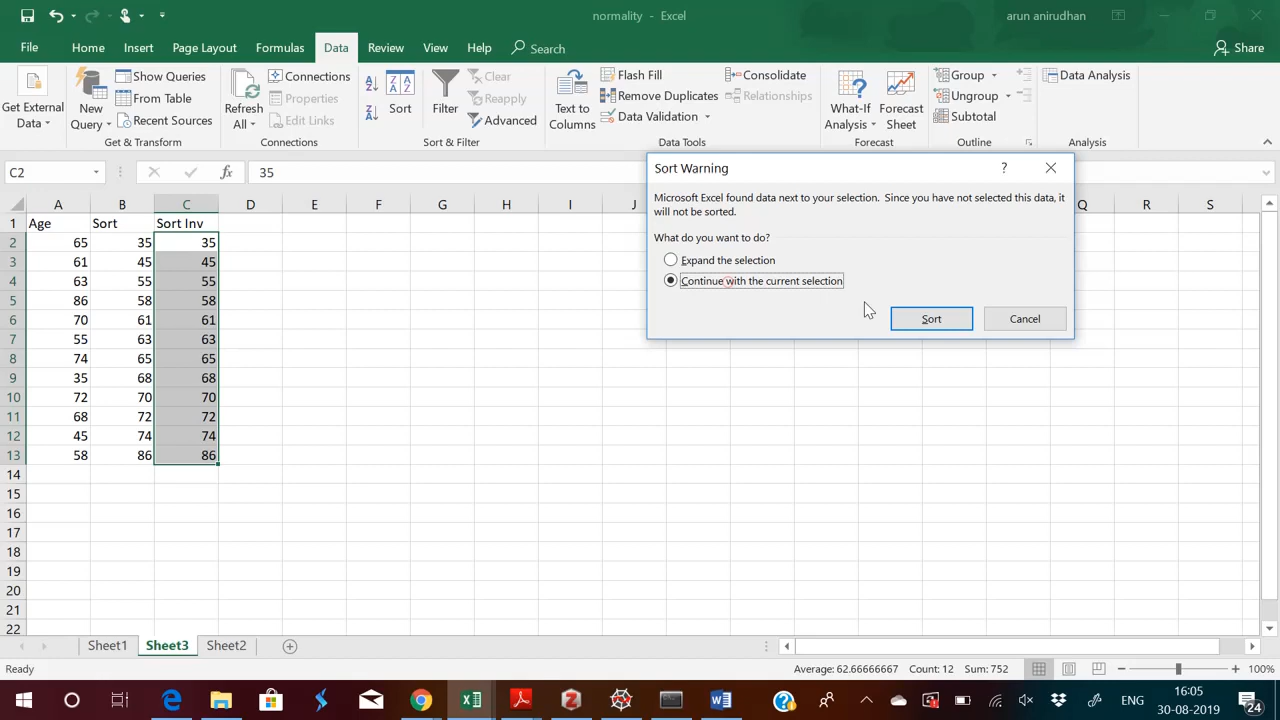 normality - Excel
arun anirudhan
File Home Insert Page Layout Formulas Data Review View Help Search Share
Get External Data
New Query
Show Queries
From Table
Recent Sources
Get & Transform
Refresh All
Connections
Properties
Edit Links
Connections
Sort
Filter
Clear
Reapply
Advanced
Sort & Filter
Text to Columns
Flash Fill
Remove Duplicates
Data Validation
Consolidate
Relationships
Data Tools
What-If Analysis
Forecast Sheet
Forecast
Group
Ungroup
Subtotal
Outline
Data Analysis
Analysis
C2 fx 35
Sort Warning ?
Microsoft Excel found data next to your selection. Since you have not selected this data, it
will not be sorted.
What do you want to do?
Expand the selection
Continue with the current selection
Sort Cancel
A B C D E F G H I J Q R S
1 Age Sort Sort Inv
2 65 35 35
3 61 45 45
4 63 55 55
5 86 58 58
6 70 61 61
7 55 63 63
8 74 65 65
9 35 68 68
10 72 70 70
11 68 72 72
12 45 74 74
13 58 86 86
14
15
16
17
18
19
20
21
22
Sheet1 Sheet3 Sheet2
Ready Average: 62.66666667 Count: 12 Sum: 752 100%
ENG 16:05
30-08-2019 24